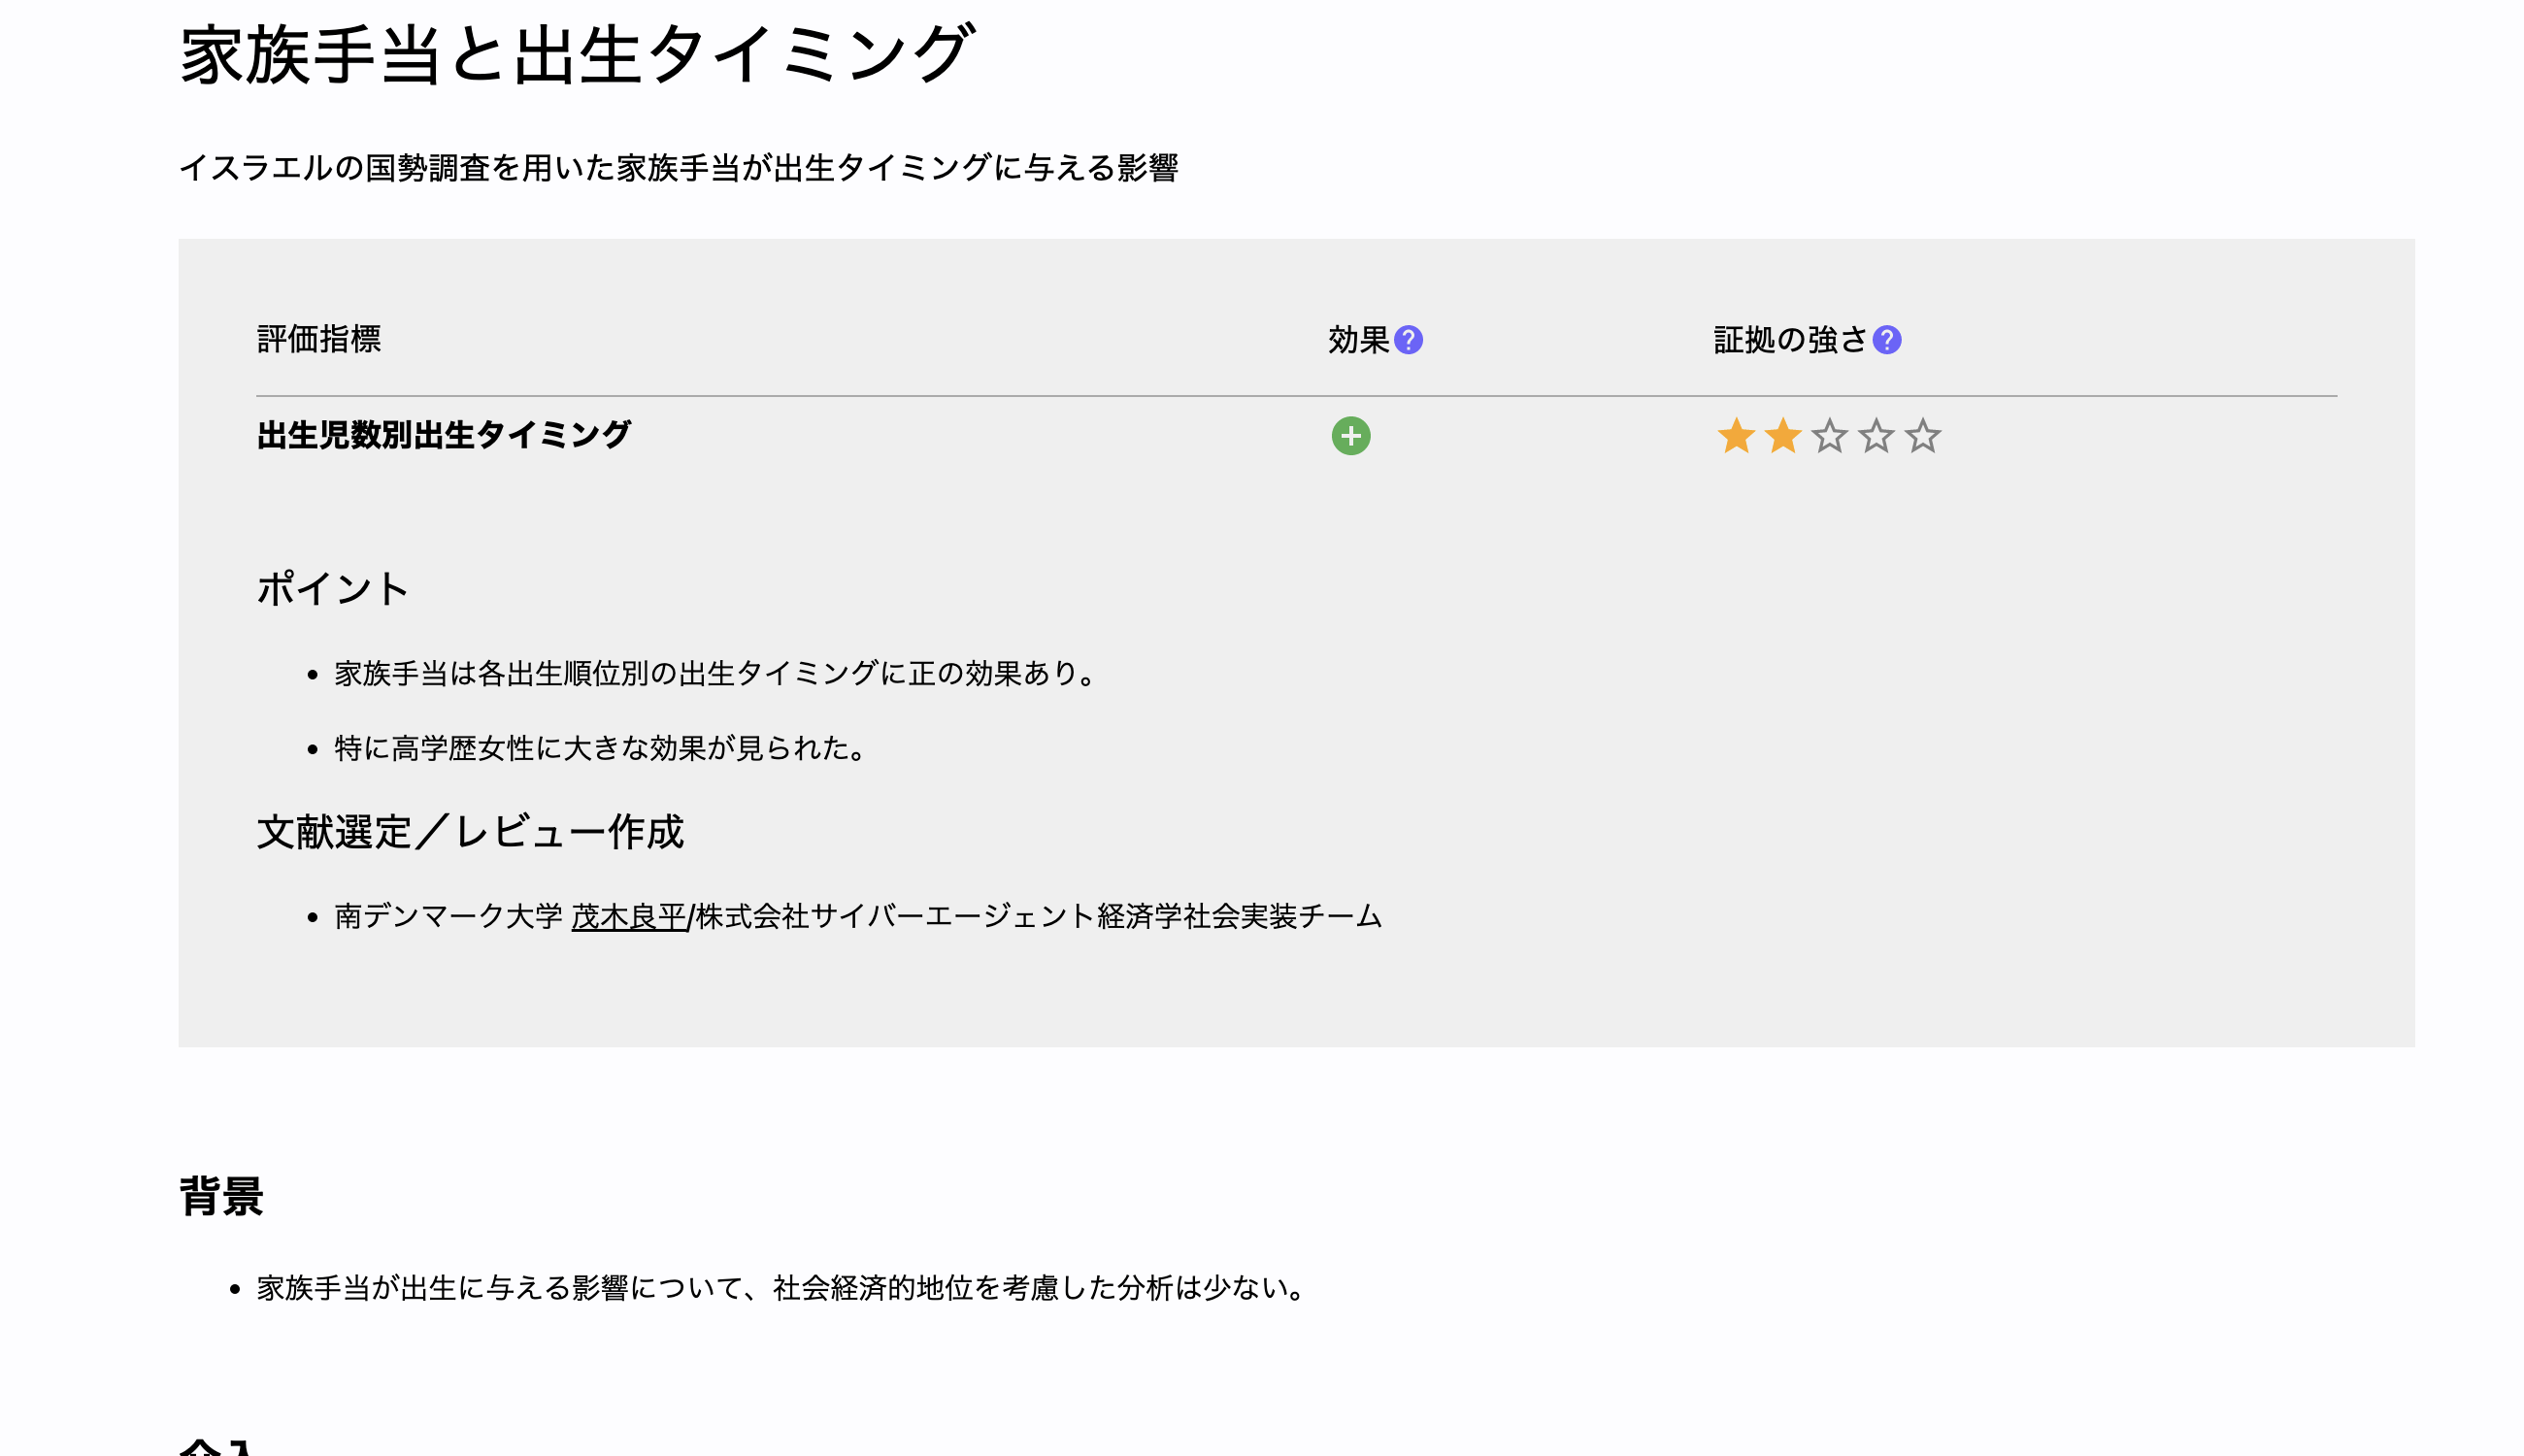 家族手当と出生タイミング
イスラエルの国勢調査を用いた家族手当が出生タイミングに与える影響
評価指標 効果? 証拠の強さ?
出生児数別出生タイミング
ポイント
家族手当は各出生順位別の出生タイミングに正の効果あり。
特に高学歴女性に大きな効果が見られた。
文献選定／レビュー作成
南デンマーク大学 茂木良平/株式会社サイバーエージェント経済学社会実装チーム
背景
家族手当が出生に与える影響について、社会経済的地位を考慮した分析は少ない。
介入